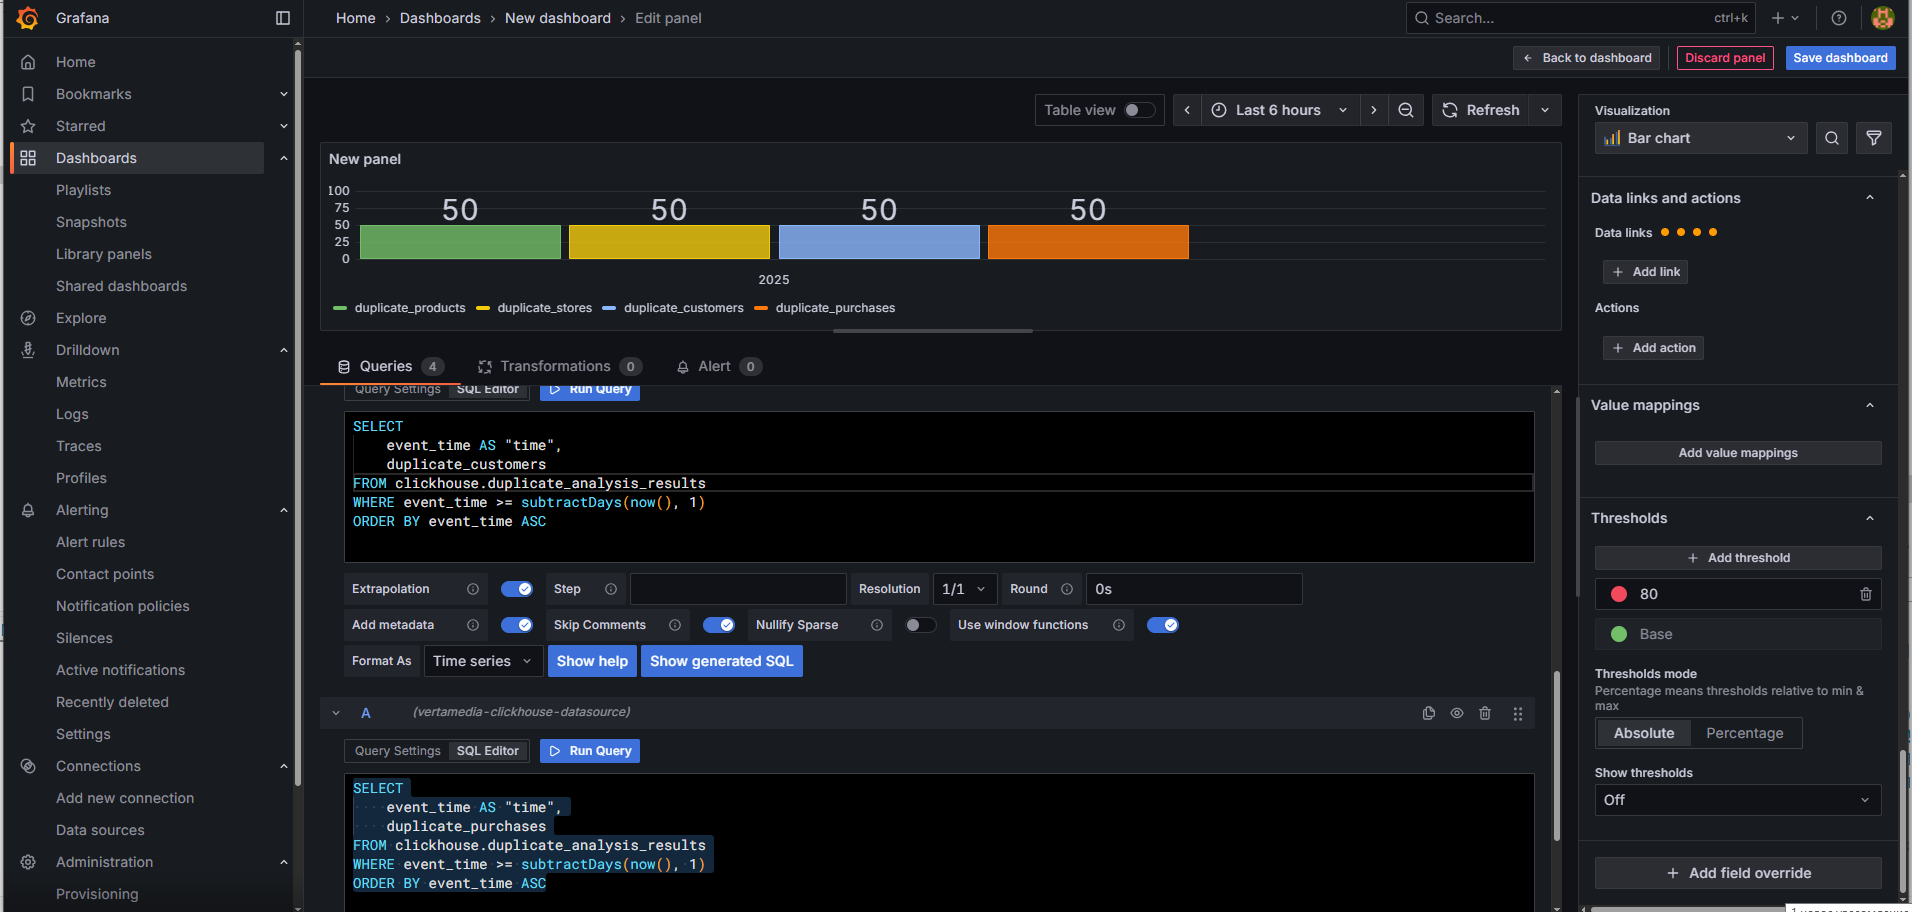 Grafana
Home › Dashboards › New dashboard › Edit panel
Search... ctrl+k
Back to dashboard
Discard panel
Save dashboard
Home
Bookmarks
Starred
Dashboards
Playlists
Snapshots
Library panels
Shared dashboards
Explore
Drilldown
Metrics
Logs
Traces
Profiles
Alerting
Alert rules
Contact points
Notification policies
Silences
Active notifications
Recently deleted
Settings
Connections
Add new connection
Data sources
Administration
Provisioning
Table view
Last 6 hours
Refresh
New panel
100
75
50
25
0
50 50 50 50
2025
duplicate_products duplicate_stores duplicate_customers duplicate_purchases
Queries 4 Transformations 0 Alert 0
Query Settings SQL Editor Run Query
SELECT
event_time AS "time",
duplicate_customers
FROM clickhouse.duplicate_analysis_results
WHERE event_time >= subtractDays(now(), 1)
ORDER BY event_time ASC
Extrapolation Step Resolution 1/1 Round 0s
Add metadata Skip Comments Nullify Sparse Use window functions
Format As Time series Show help Show generated SQL
A (vertamedia-clickhouse-datasource)
Query Settings SQL Editor Run Query
SELECT
event_time AS "time",
duplicate_purchases
FROM clickhouse.duplicate_analysis_results
WHERE event_time >= subtractDays(now(), 1)
ORDER BY event_time ASC
Visualization
Bar chart
Data links and actions
Data links
Add link
Actions
Add action
Value mappings
Add value mappings
Thresholds
Add threshold
80
Base
Thresholds mode
Percentage means thresholds relative to min &
max
Absolute Percentage
Show thresholds
Off
Add field override